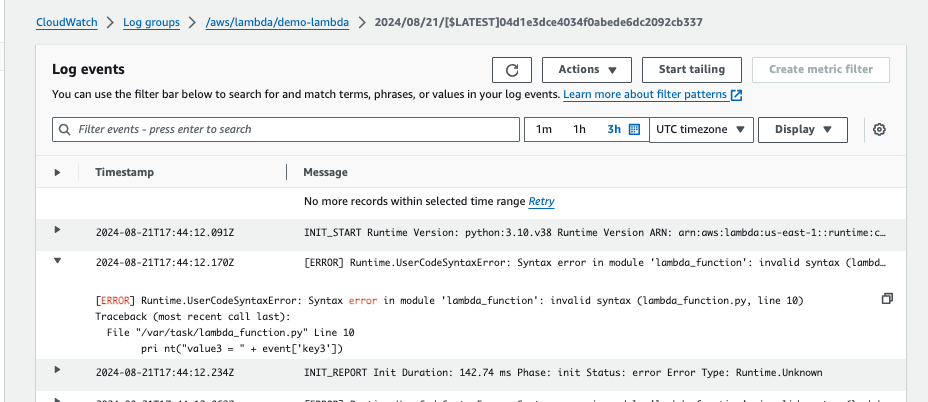 CloudWatch > Log groups > /aws/lambda/demo-lambda > 2024/08/21/[$LATEST]04d1e3dce4034f0abede6dc2092cb337
Log events
Actions
Start tailing
Create metric filter
You can use the filter bar below to search for and match terms, phrases, or values in your log events. Learn more about filter patterns
Filter events - press enter to search
1m 1h 3h UTC timezone Display
Timestamp Message
No more records within selected time range Retry
2024-08-21T17:44:12.091Z INIT_START Runtime Version: python:3.10.v38 Runtime Version ARN: arn:aws:lambda:us-east-1::runtime:c…
2024-08-21T17:44:12.170Z [ERROR] Runtime.UserCodeSyntaxError: Syntax error in module 'lambda_function': invalid syntax (lambd…
[ERROR] Runtime.UserCodeSyntaxError: Syntax error in module 'lambda_function': invalid syntax (lambda_function.py, line 10)
Traceback (most recent call last):
File "/var/task/lambda_function.py" Line 10
pri nt("value3 = " + event['key3'])
2024-08-21T17:44:12.234Z INIT_REPORT Init Duration: 142.74 ms Phase: init Status: error Error Type: Runtime.Unknown